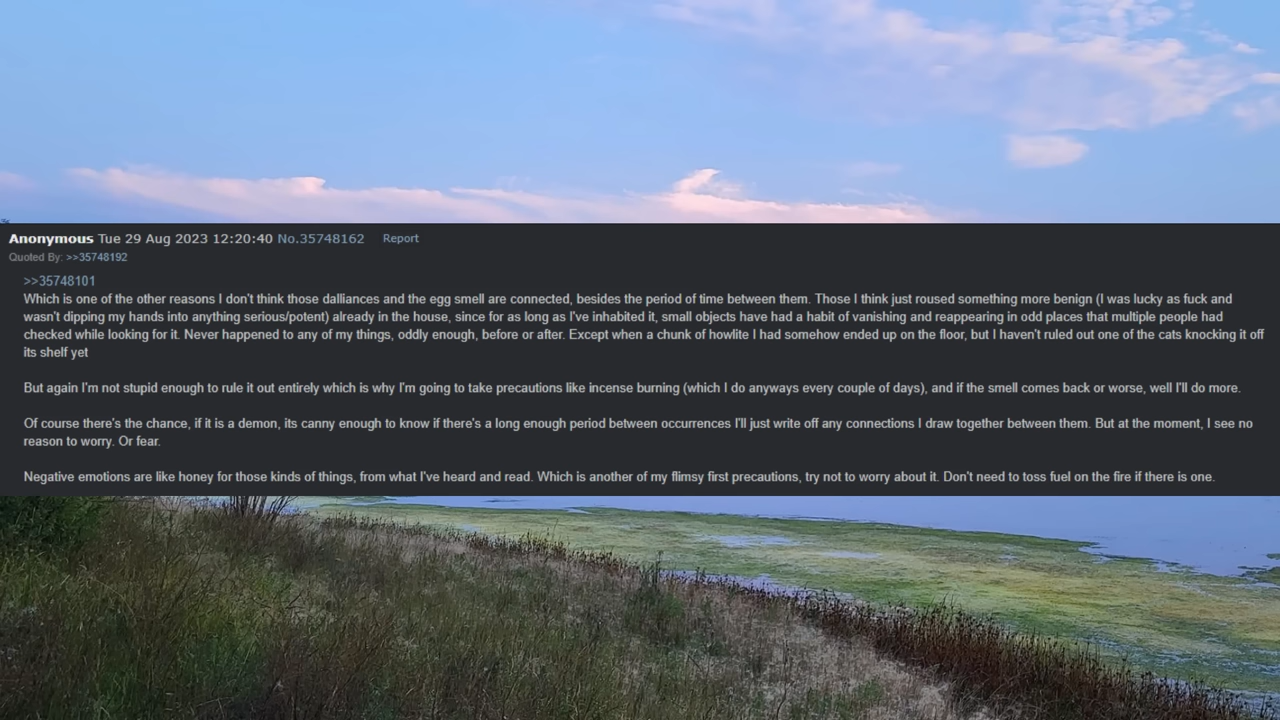 Anonymous Tue 29 Aug 2023 12:20:40 No.35748162 Report
Quoted By: >>35748192
>>35748101
Which is one of the other reasons I don't think those dalliances and the egg smell are connected, besides the period of time between them. Those I think just roused something more benign (I was lucky as fuck and
wasn't dipping my hands into anything serious/potent) already in the house, since for as long as I've inhabited it, small objects have had a habit of vanishing and reappearing in odd places that multiple people had
checked while looking for it. Never happened to any of my things, oddly enough, before or after. Except when a chunk of howlite I had somehow ended up on the floor, but I haven't ruled out one of the cats knocking it off
its shelf yet
But again I'm not stupid enough to rule it out entirely which is why I'm going to take precautions like incense burning (which I do anyways every couple of days), and if the smell comes back or worse, well I'll do more.
Of course there's the chance, if it is a demon, its canny enough to know if there's a long enough period between occurrences I'll just write off any connections I draw together between them. But at the moment, I see no
reason to worry. Or fear.
Negative emotions are like honey for those kinds of things, from what I've heard and read. Which is another of my flimsy first precautions, try not to worry about it. Don't need to toss fuel on the fire if there is one.